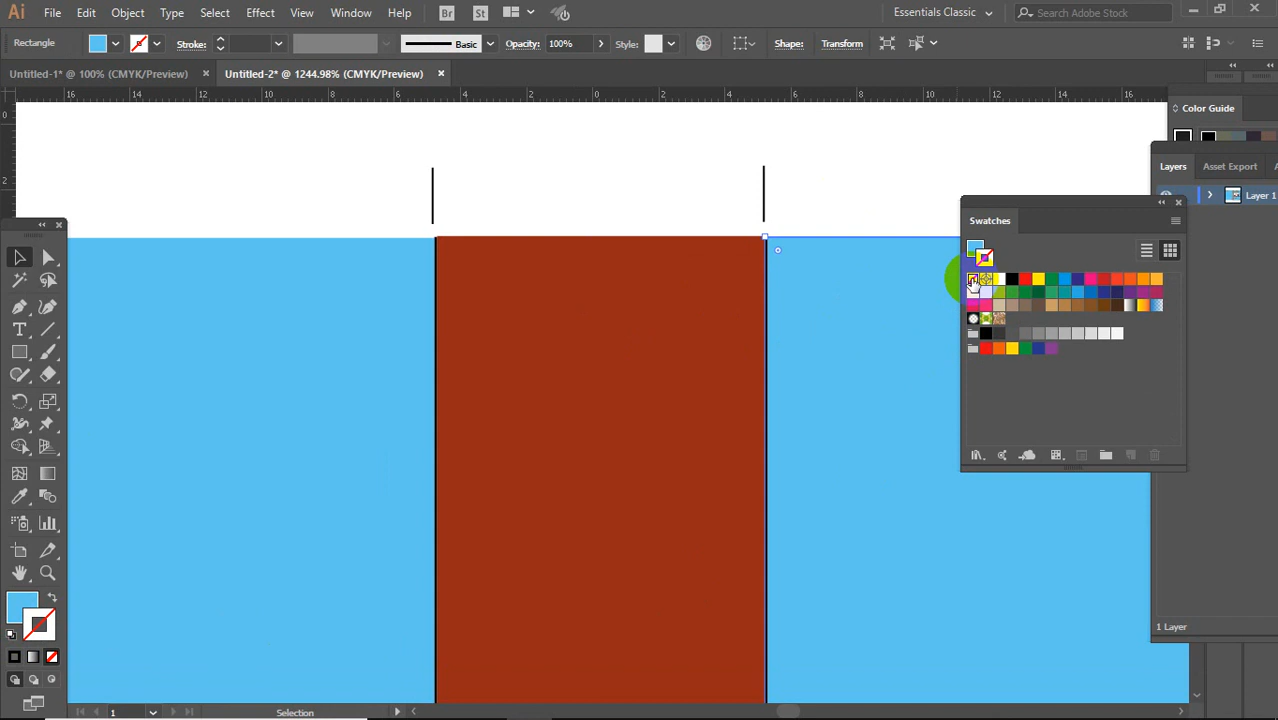 Ai File Edit Object Type Select Effect View Window Help Br St Essentials Classic Search Adobe Stock
Rectangle Stroke: Basic Opacity: 100% Style: Shape: Transform
Untitled-1* @ 100% (CMYK/Preview) Untitled-2* @ 1244.98% (CMYK/Preview)
16 14 12 10 8 6 4 2 0 2 4 6 8 10 12 14 16
0
2
Color Guide
Layers Asset Export
Layer 1
Swatches
1 Layer
1 Selection